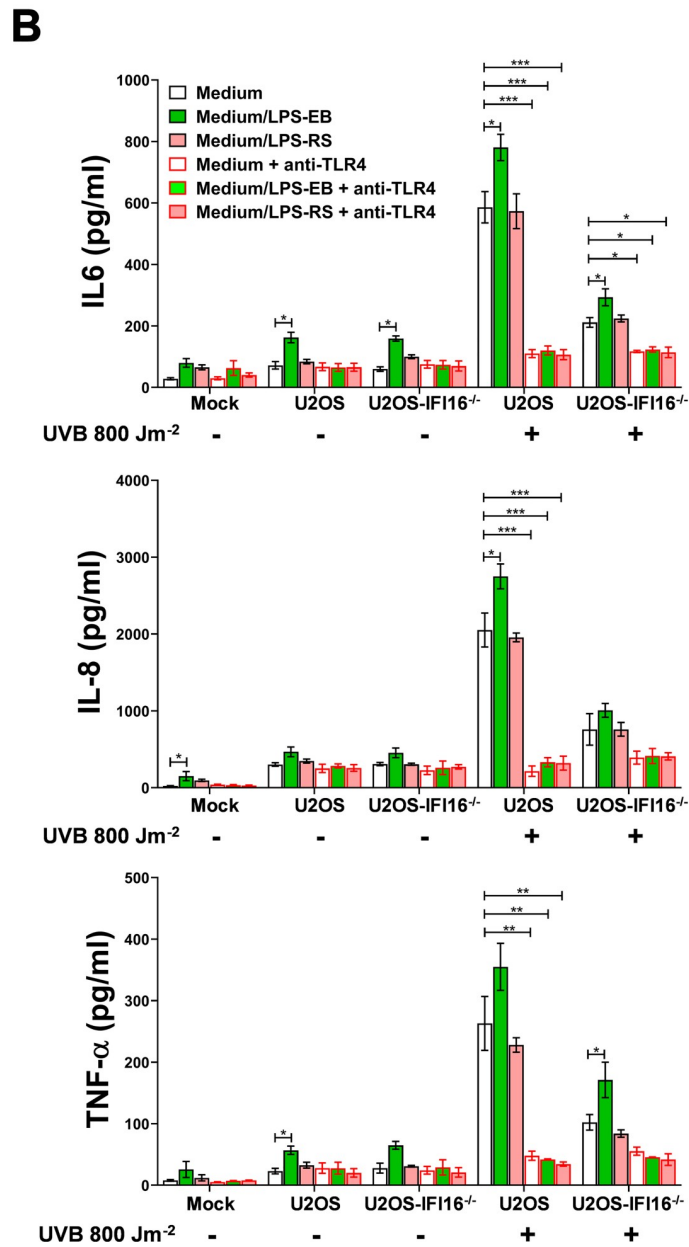 B
***
***
***
*
1000
800
600
400
200
0
IL6 (pg/ml)
Medium
Medium/LPS-EB
Medium/LPS-RS
Medium + anti-TLR4
Medium/LPS-EB + anti-TLR4
Medium/LPS-RS + anti-TLR4
*
*
*
*
*
*
Mock U2OS U2OS-IFI16-/- U2OS U2OS-IFI16-/-
UVB 800 Jm-2 - - - + +
4000
3000
2000
1000
0
IL-8 (pg/ml)
***
***
***
*
*
Mock U2OS U2OS-IFI16-/- U2OS U2OS-IFI16-/-
UVB 800 Jm-2 - - - + +
500
400
300
200
100
0
TNF-α (pg/ml)
**
**
**
*
*
Mock U2OS U2OS-IFI16-/- U2OS U2OS-IFI16-/-
UVB 800 Jm-2 - - - + +